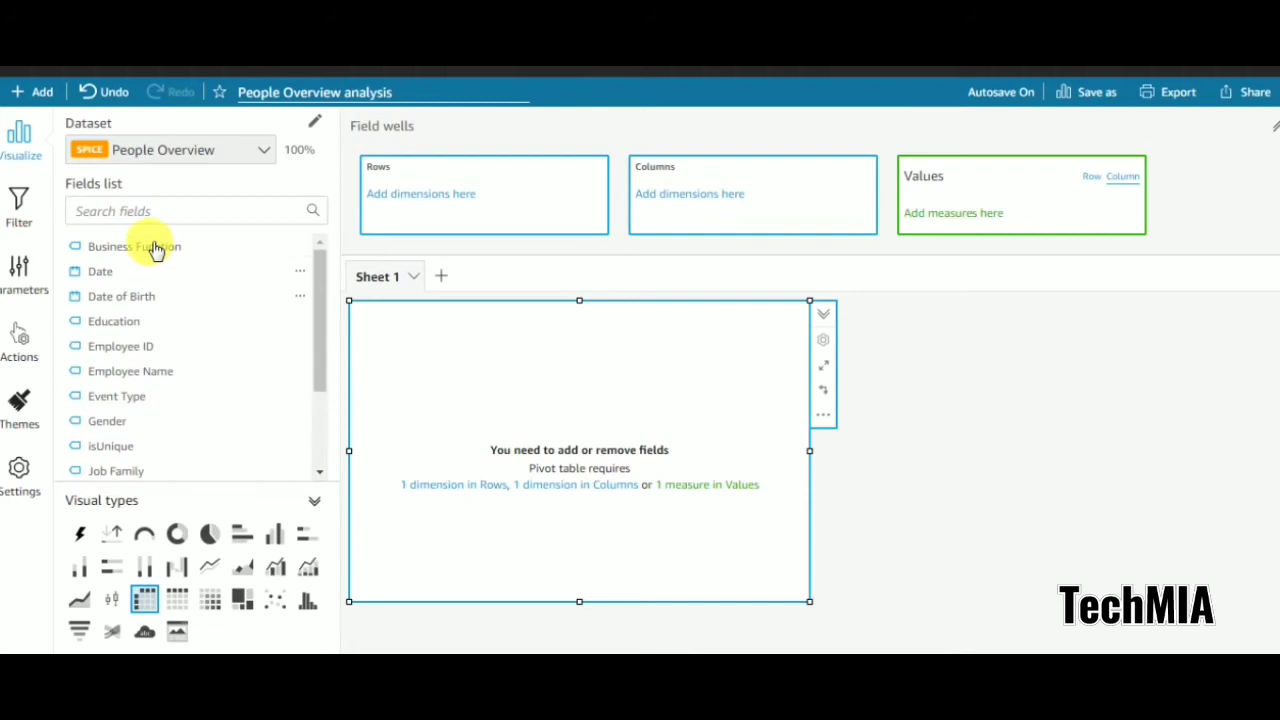 Add
Undo
Redo
People Overview analysis
Autosave On
Save as
Export
Share
Visualize
Filter
arameters
Actions
Themes
Settings
Dataset
SPICE People Overview
100%
Fields list
Search fields
Business Function
Date
Date of Birth
Education
Employee ID
Employee Name
Event Type
Gender
isUnique
Job Family
Visual types
Field wells
Rows
Add dimensions here
Columns
Add dimensions here
Values
Row Column
Add measures here
Sheet 1
You need to add or remove fields
Pivot table requires
1 dimension in Rows, 1 dimension in Columns or 1 measure in Values
TechMIA